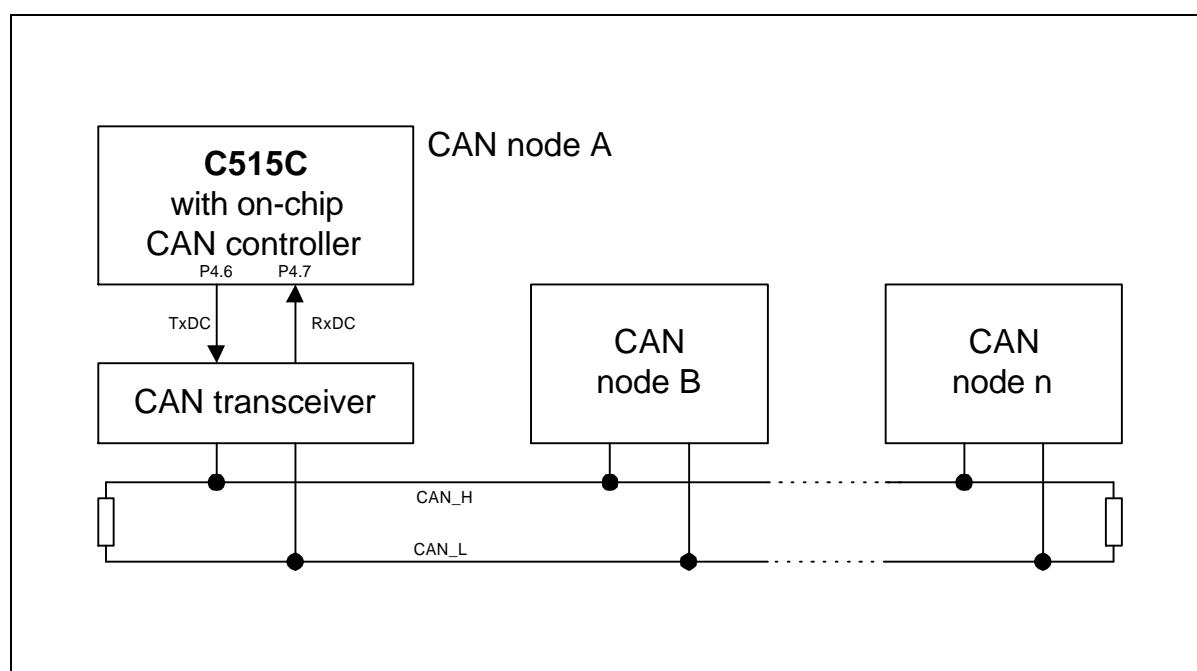 C515C
with on-chip
CAN controller
P4.6 P4.7
CAN node A
TxDC
RxDC
CAN transceiver
CAN
node B
CAN
node n
CAN_H
CAN_L